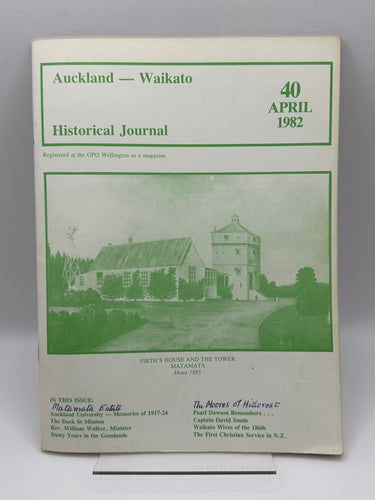 Auckland — Waikato
40
APRIL
1982
Historical Journal
Registered at the GPO Wellington as a magazine
FIRTH'S HOUSE AND THE TOWER
MATAMATA
About 1885
IN THIS ISSUE:
Matamata Estate
Auckland University — Memories of 1917-24
The Dock St Mission
Rev. William Walker, Minister
Dusty Years in the Gumlands
The Moores of Hillcrest
Pearl Dawson Remembers . . .
Captain David Smale
Waikato Wives of the 1860s
The First Christian Service in N.Z.